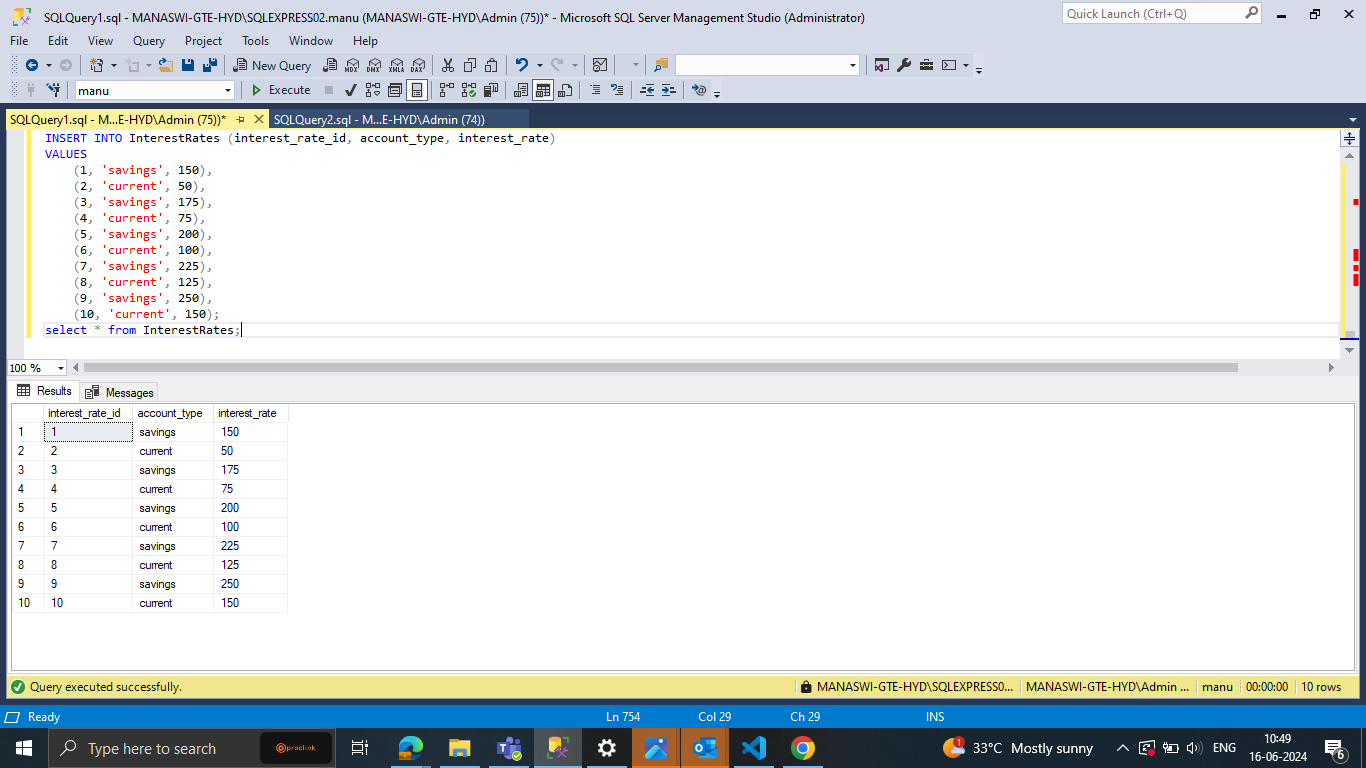 SQLQuery1.sql - MANASWI-GTE-HYD\SQLEXPRESS02.manu (MANASWI-GTE-HYD\Admin (75))* - Microsoft SQL Server Management Studio (Administrator)
Quick Launch (Ctrl+Q)
File Edit View Query Project Tools Window Help
New Query MDX DMX XMLA DAX
manu Execute
SQLQuery1.sql - M...E-HYD\Admin (75))* SQLQuery2.sql - M...E-HYD\Admin (74))
INSERT INTO InterestRates (interest_rate_id, account_type, interest_rate)
VALUES
(1, 'savings', 150),
(2, 'current', 50),
(3, 'savings', 175),
(4, 'current', 75),
(5, 'savings', 200),
(6, 'current', 100),
(7, 'savings', 225),
(8, 'current', 125),
(9, 'savings', 250),
(10, 'current', 150);
select * from InterestRates;
100 %
Results Messages
interest_rate_id account_type interest_rate
1 1 savings 150
2 2 current 50
3 3 savings 175
4 4 current 75
5 5 savings 200
6 6 current 100
7 7 savings 225
8 8 current 125
9 9 savings 250
10 10 current 150
Query executed successfully. MANASWI-GTE-HYD\SQLEXPRESS0... MANASWI-GTE-HYD\Admin ... manu 00:00:00 10 rows
Ready Ln 754 Col 29 Ch 29 INS
Type here to search proclink 1 33°C Mostly sunny ENG 10:49
16-06-2024 6